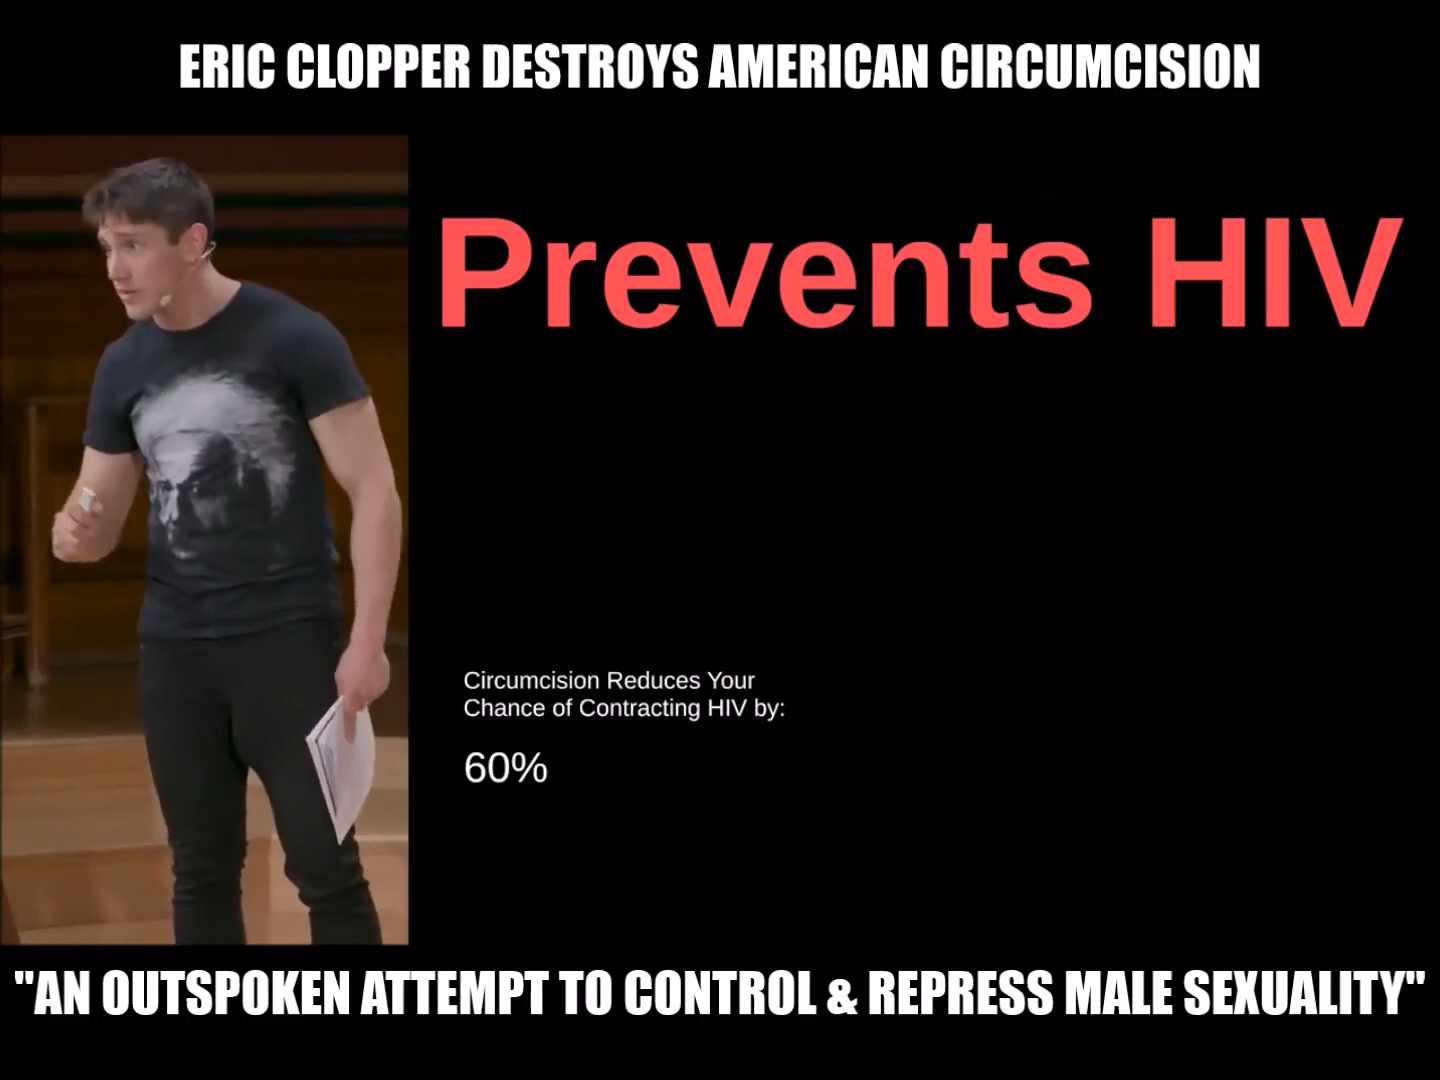 ERIC CLOPPER DESTROYS AMERICAN CIRCUMCISION
Prevents HIV
Circumcision Reduces Your
Chance of Contracting HIV by:
60%
"AN OUTSPOKEN ATTEMPT TO CONTROL & REPRESS MALE SEXUALITY"